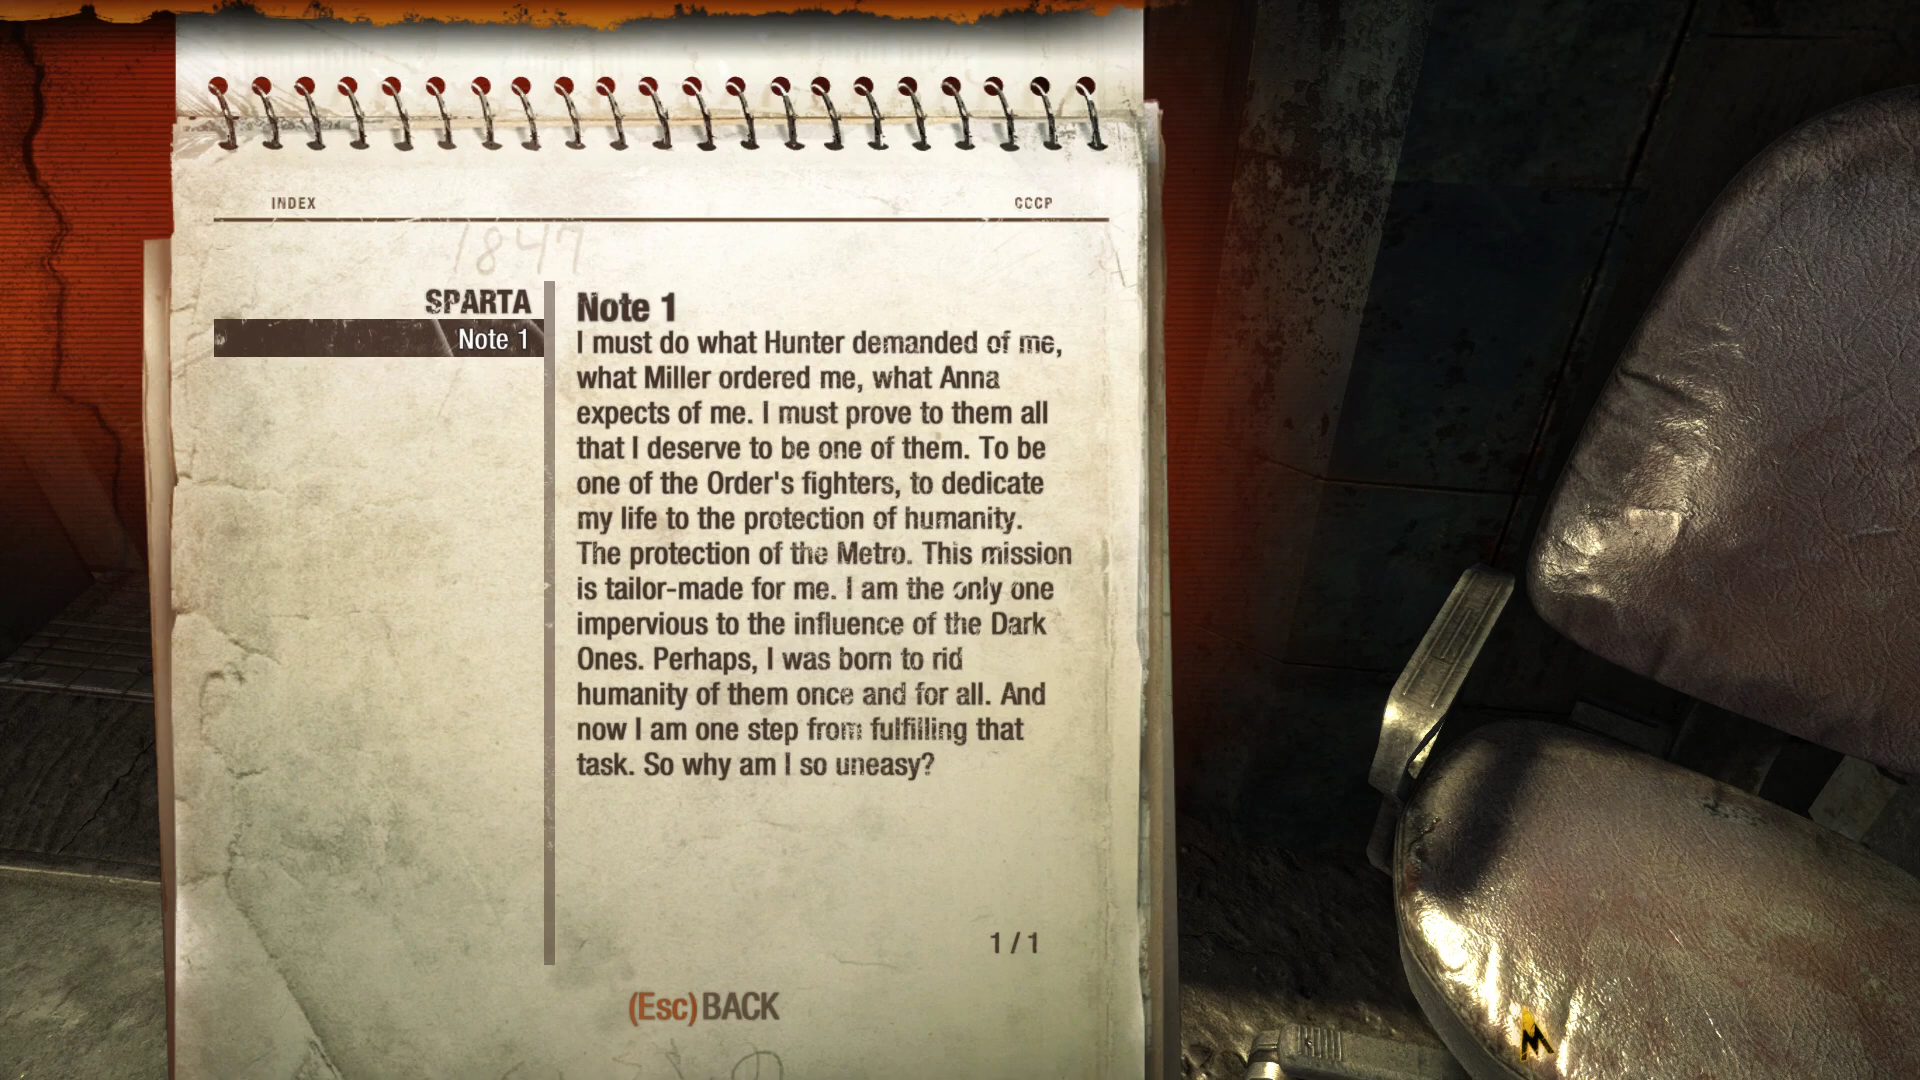 INDEX
CCCP
1847
SPARTA
Note 1
Note 1
I must do what Hunter demanded of me,
what Miller ordered me, what Anna
expects of me. I must prove to them all
that I deserve to be one of them. To be
one of the Order's fighters, to dedicate
my life to the protection of humanity.
The protection of the Metro. This mission
is tailor-made for me. I am the only one
impervious to the influence of the Dark
Ones. Perhaps, I was born to rid
humanity of them once and for all. And
now I am one step from fulfilling that
task. So why am I so uneasy?
1 / 1
(Esc) BACK
M